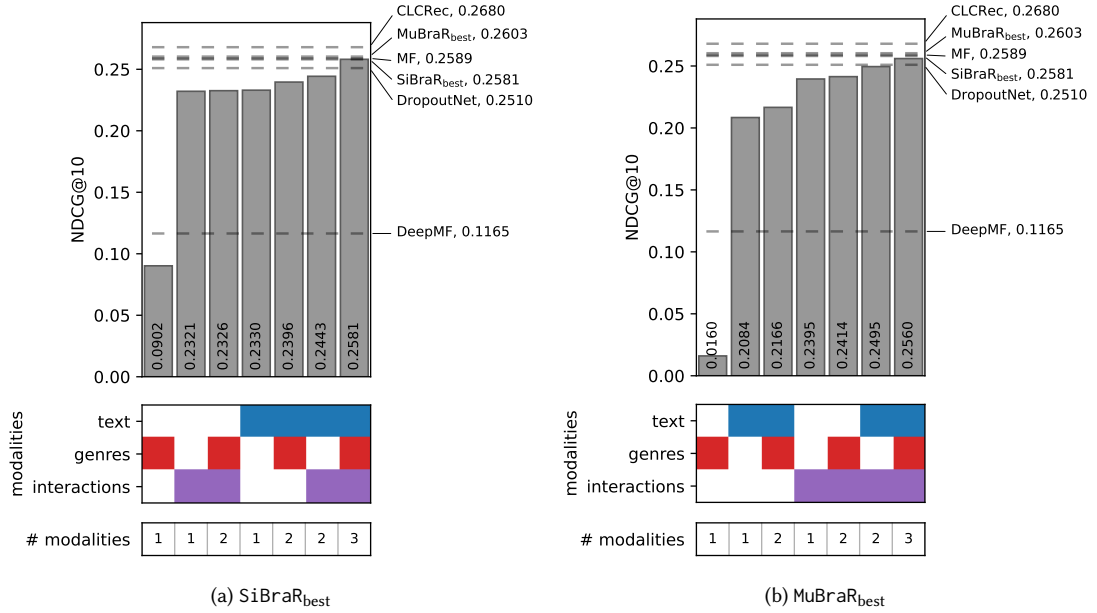 CLCRec, 0.2680
MuBraR_best, 0.2603
MF, 0.2589
SiBraR_best, 0.2581
DropoutNet, 0.2510
DeepMF, 0.1165
NDCG@10
0.25
0.20
0.15
0.10
0.05
0.00
0.0902
0.2321
0.2326
0.2330
0.2396
0.2443
0.2581
modalities
text
genres
interactions
# modalities 1 1 2 1 2 2 3
(a) SiBraR_best
CLCRec, 0.2680
MuBraR_best, 0.2603
MF, 0.2589
SiBraR_best, 0.2581
DropoutNet, 0.2510
DeepMF, 0.1165
NDCG@10
0.25
0.20
0.15
0.10
0.05
0.00
0.0160
0.2084
0.2166
0.2395
0.2414
0.2495
0.2560
modalities
text
genres
interactions
# modalities 1 1 2 1 2 2 3
(b) MuBraR_best